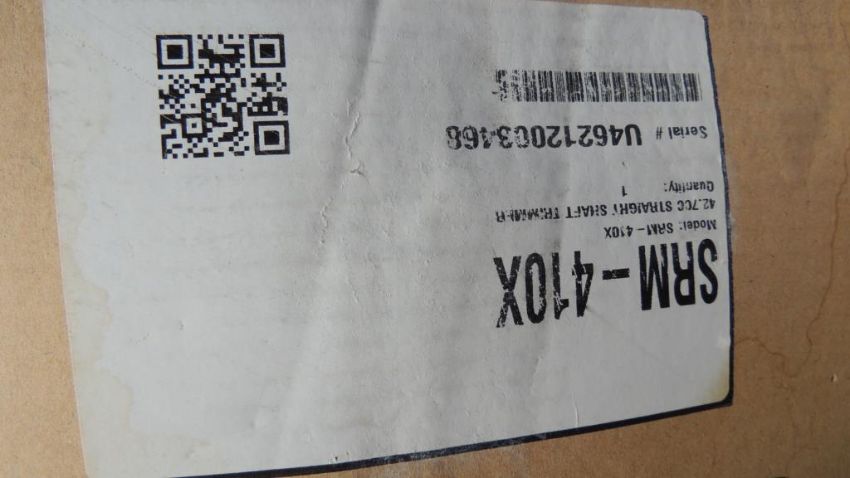 SRM-410X
Model: SRM-410X
42.7CC STRAIGHT SHAFT TRIMMER
Quantity: 1
Serial # U46212003468